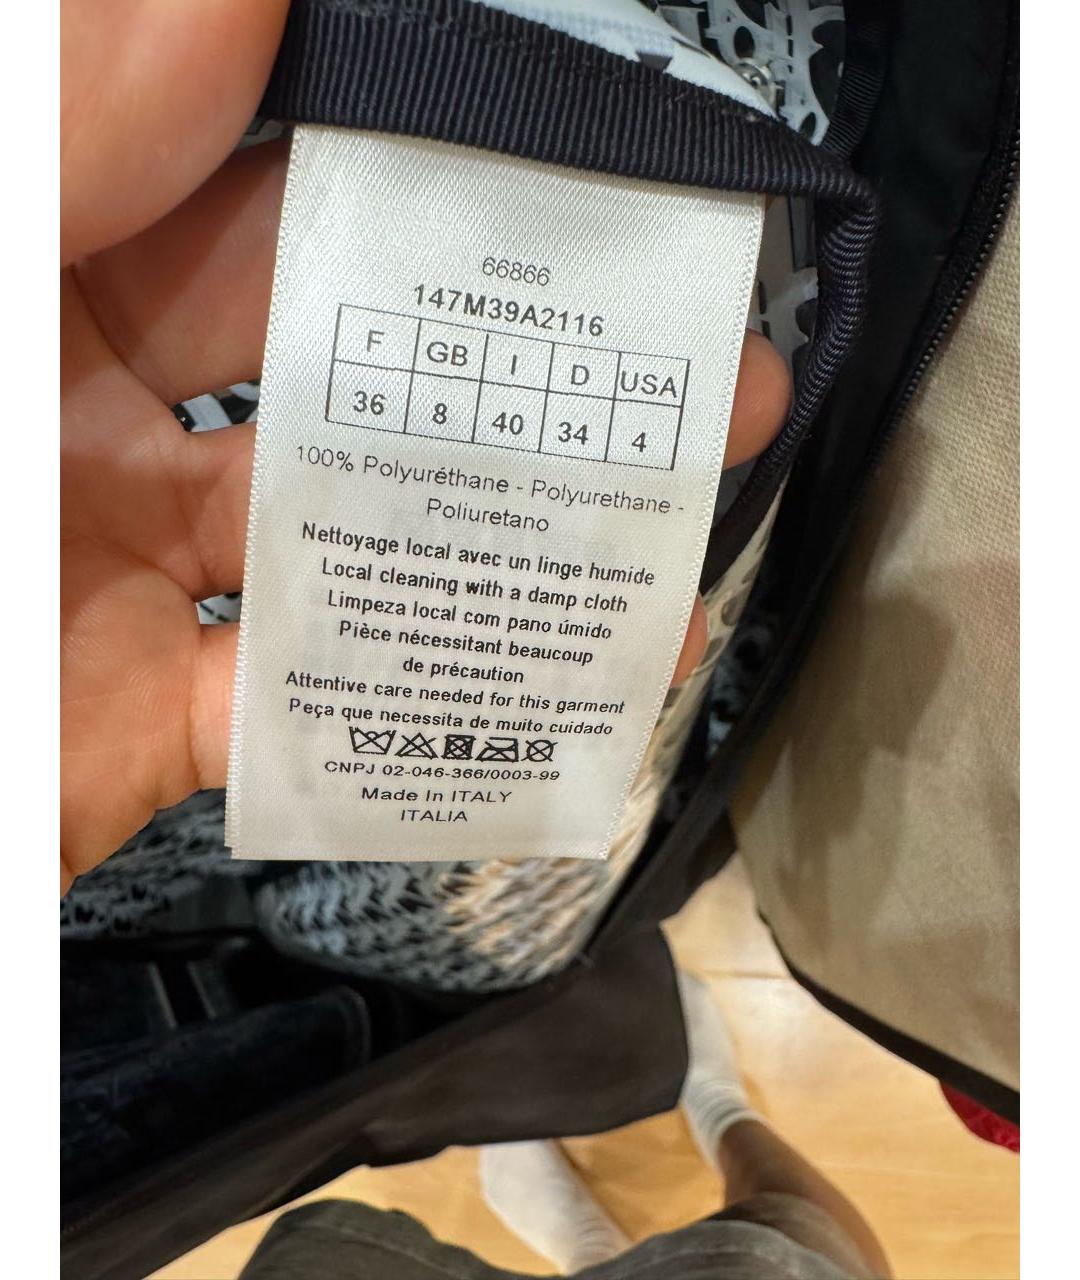 66866
147M39A2116
F GB I D USA
36 8 40 34 4
100% Polyuréthane - Polyurethane -
Poliuretano
Nettoyage local avec un linge humide
Local cleaning with a damp cloth
Limpeza local com pano úmido
Pièce nécessitant beaucoup
de précaution
Attentive care needed for this garment
Peça que necessita de muito cuidado
CNPJ 02-046-366/0003-99
Made In ITALY
ITALIA